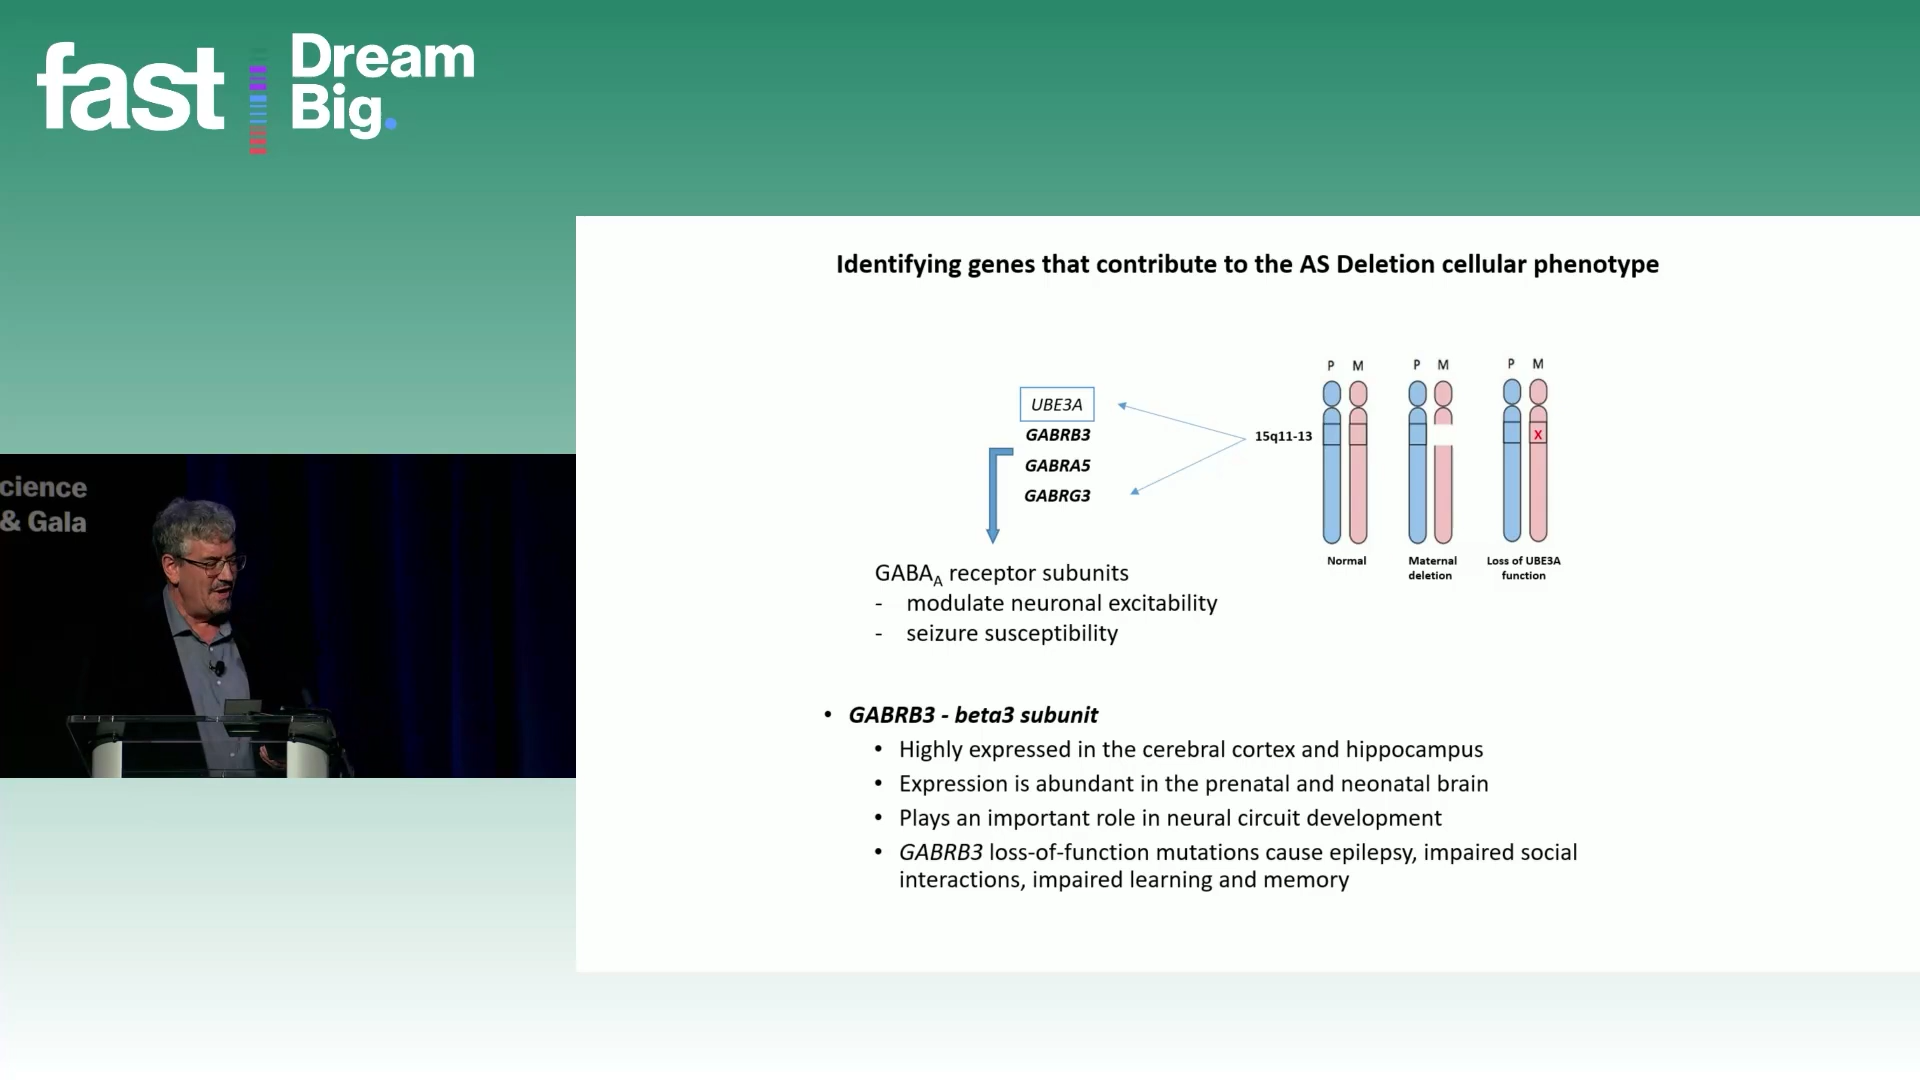 fast
Dream
Big.
cience
& Gala
Identifying genes that contribute to the AS Deletion cellular phenotype
P M P M P M
UBE3A
GABRB3
GABRA5
GABRG3
15q11-13
X
Normal
Maternal
deletion
Loss of UBE3A
function
GABAA receptor subunits
- modulate neuronal excitability
- seizure susceptibility
• GABRB3 - beta3 subunit
• Highly expressed in the cerebral cortex and hippocampus
• Expression is abundant in the prenatal and neonatal brain
• Plays an important role in neural circuit development
• GABRB3 loss-of-function mutations cause epilepsy, impaired social
interactions, impaired learning and memory